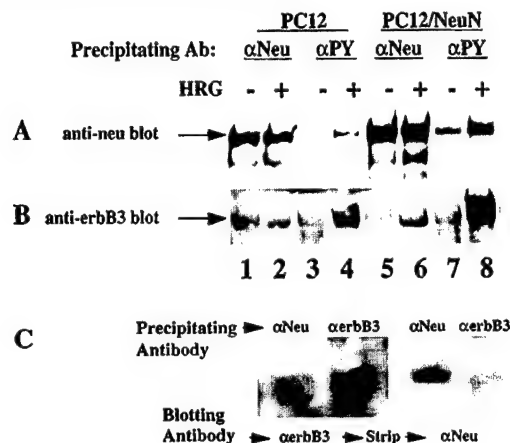 PC12 PC12/NeuN
Precipitating Ab: αNeu αPY αNeu αPY
HRG - + - + - + - +
A anti-neu blot
B anti-erbB3 blot
1 2 3 4 5 6 7 8
C Precipitating Antibody αNeu αerbB3 αNeu αerbB3
Blotting Antibody αerbB3 Strip αNeu